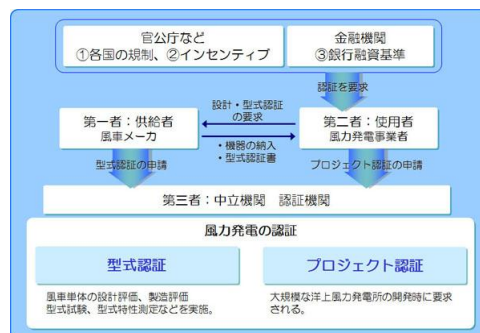 官公庁など
①各国の規制、②インセンティブ
金融機関
③銀行融資基準
認証を要求
第一者：供給者
風車メーカ
設計・型式認証
の要求
・機器の納入
・型式認証書
第二者：使用者
風力発電事業者
型式認証の申請
プロジェクト認証の申請
第三者：中立機関　認証機関
風力発電の認証
型式認証
風車単体の設計評価、製造評価
型式試験、型式特性測定などを実施。
プロジェクト認証
大規模な洋上風力発電所の開発時に要求
される。